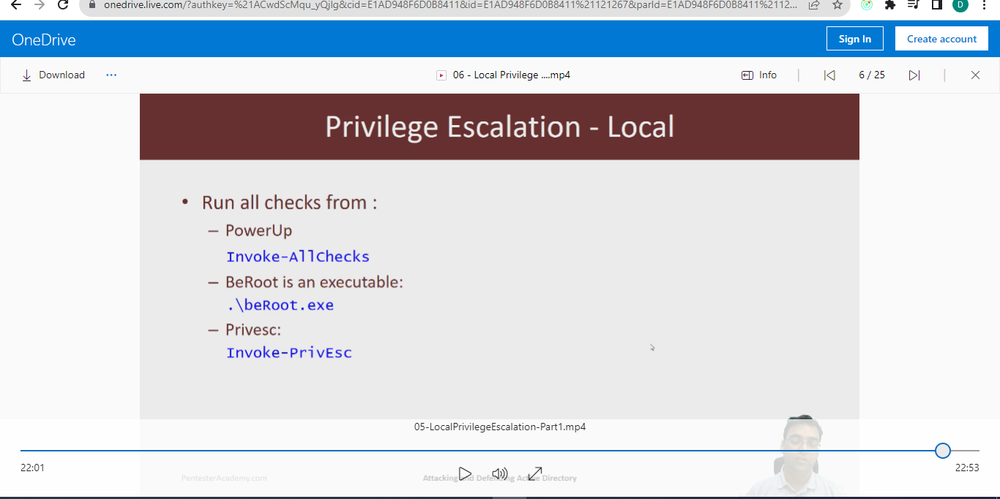 onedrive.live.com/?authkey=%21ACwdScMqu_yQjIg&cid=E1AD948F6D0B8411&id=E1AD948F6D0B8411%21121267&parId=E1AD948F6D0B8411%2112...
D
OneDrive
Sign In
Create account
Download
06 - Local Privilege ....mp4
Info
6 / 25
Privilege Escalation - Local
• Run all checks from :
– PowerUp
Invoke-AllChecks
– BeRoot is an executable:
.\beRoot.exe
– Privesc:
Invoke-PrivEsc
05-LocalPrivilegeEscalation-Part1.mp4
22:01
22:53
PentesterAcademy.com
Attacking and Defending Active Directory